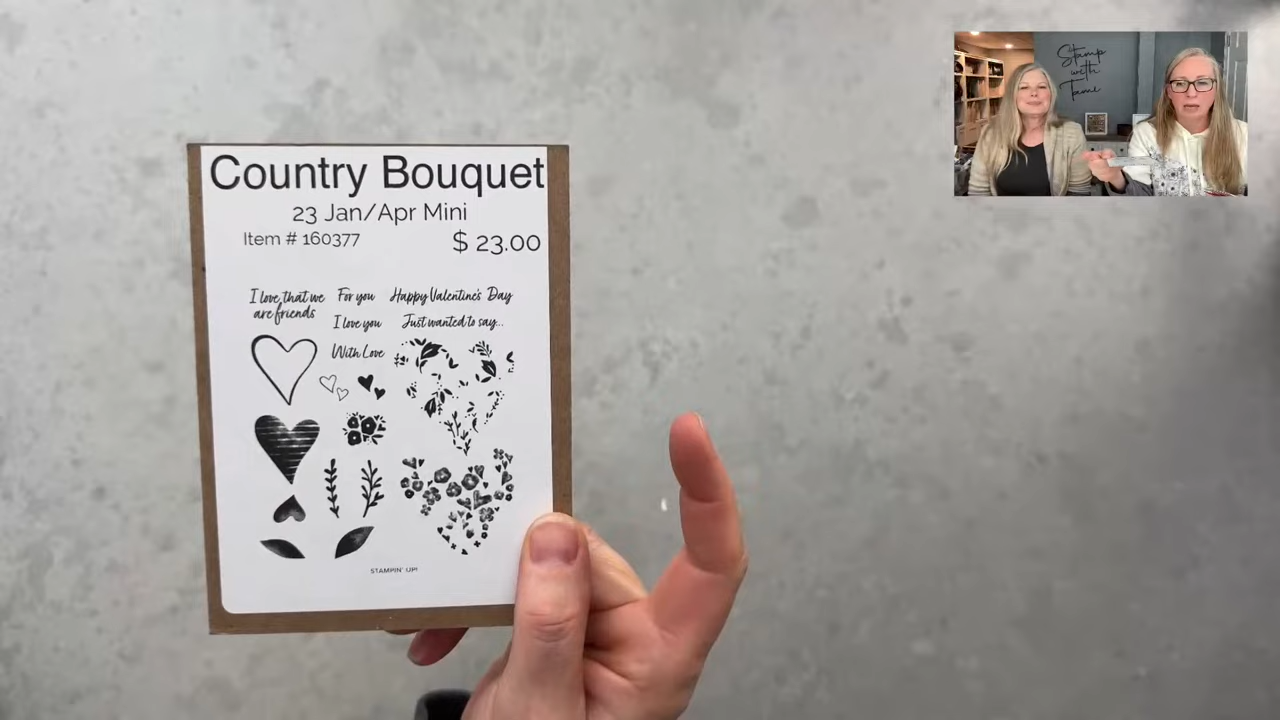 Country Bouquet
23 Jan/Apr Mini
Item # 160377
$ 23.00
I love that we
are friends
For you
Happy Valentine's Day
I love you
Just wanted to say...
With Love
STAMPIN' UP!
Stamp
with
Tami